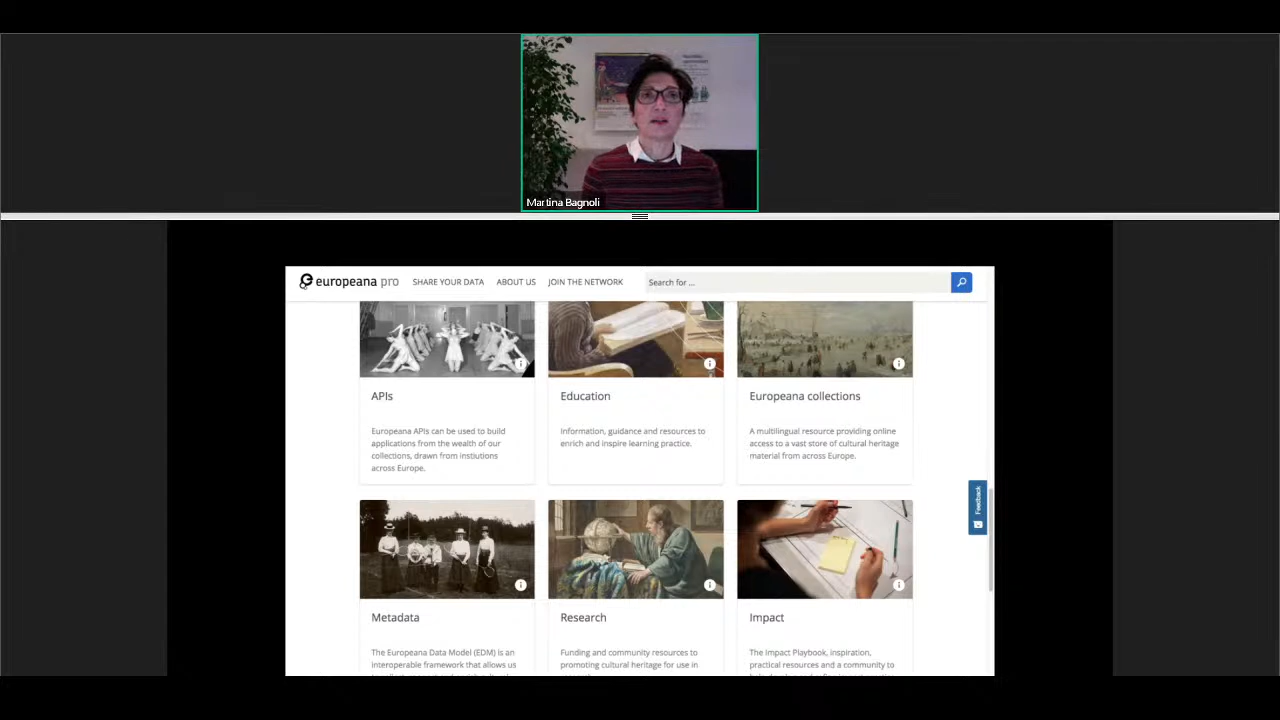 Martina Bagnoli
europeana pro
SHARE YOUR DATA
ABOUT US
JOIN THE NETWORK
Search for ...
APIs
Europeana APIs can be used to build
applications from the wealth of our
collections, drawn from instiutions
across Europe.
Education
Information, guidance and resources to
enrich and inspire learning practice.
Europeana collections
A multilingual resource providing online
access to a vast store of cultural heritage
material from across Europe.
Feedback
Metadata
The Europeana Data Model (EDM) is an
interoperable framework that allows us
Research
Funding and community resources to
promoting cultural heritage for use in
Impact
The Impact Playbook, inspiration,
practical resources and a community to